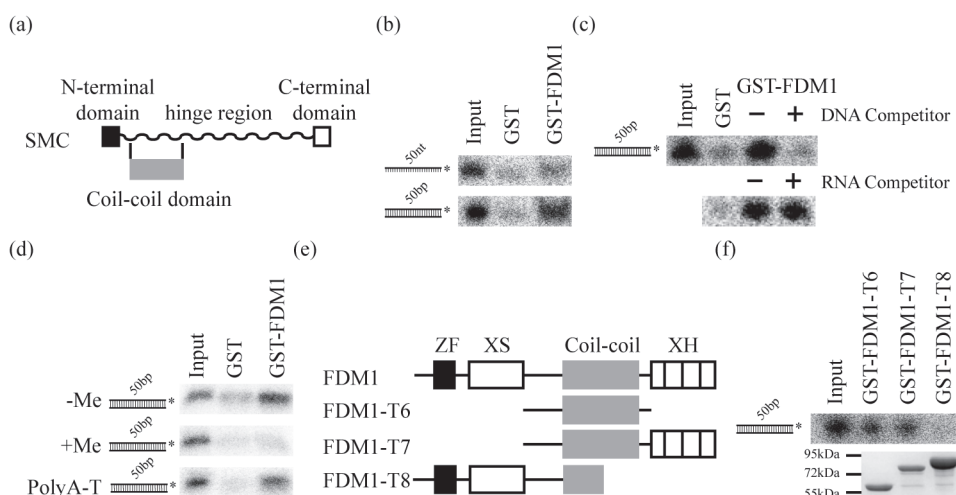 (a)
N-terminal domain
hinge region
C-terminal domain
SMC
Coil-coil domain
(b)
Input
GST
GST-FDM1
50nt
*
50bp
*
(c)
GST-FDM1
Input
GST
− + DNA Competitor
50bp
*
− + RNA Competitor
(d)
Input
GST
GST-FDM1
-Me 50bp *
+Me 50bp *
PolyA-T 50bp *
(e)
ZF XS Coil-coil XH
FDM1
FDM1-T6
FDM1-T7
FDM1-T8
(f)
Input
GST-FDM1-T6
GST-FDM1-T7
GST-FDM1-T8
50bp
*
95kDa
72kDa
55kDa